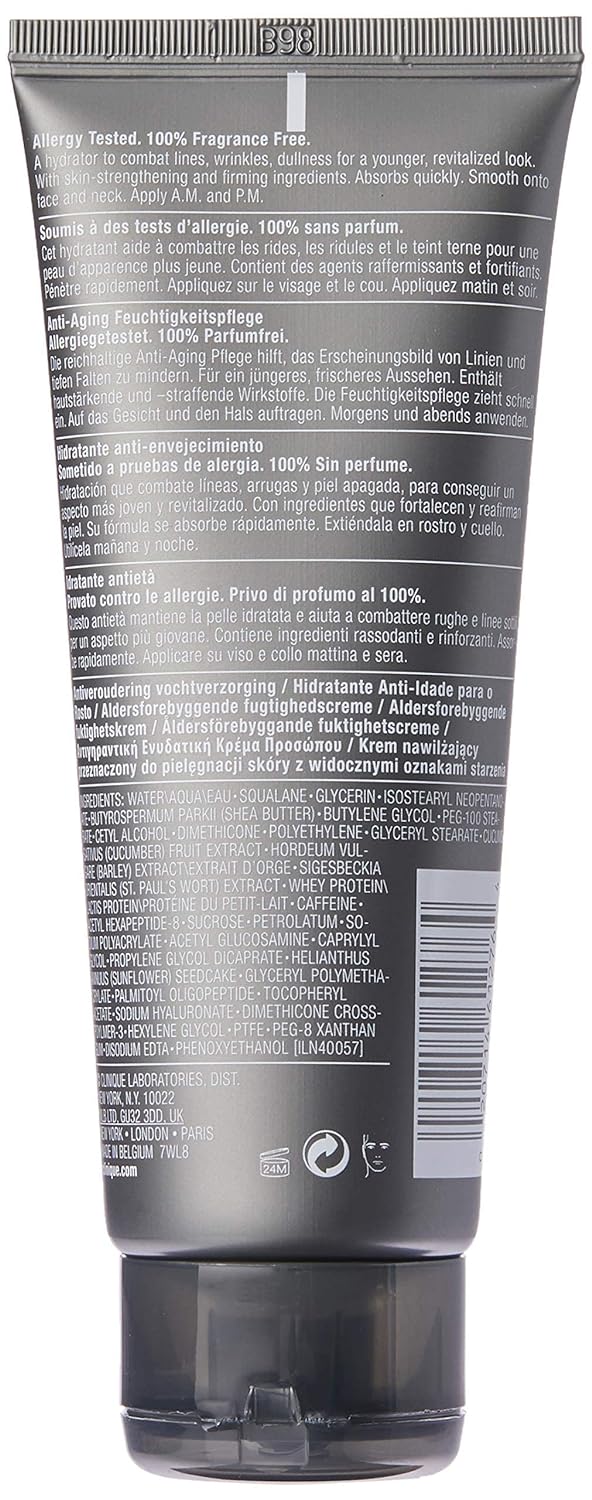 B98
Allergy Tested. 100% Fragrance Free.
A hydrator to combat lines, wrinkles, dullness for a younger, revitalized look.
With skin-strengthening and firming ingredients. Absorbs quickly. Smooth onto
face and neck. Apply A.M. and P.M.
Soumis à des tests d'allergie. 100% sans parfum.
Cet hydratant aide à combattre les rides, les ridules et le teint terne pour une
peau d'apparence plus jeune. Contient des agents raffermissants et fortifiants.
Pénètre rapidement. Appliquez sur le visage et le cou. Appliquez matin et soir.
Anti-Aging Feuchtigkeitspflege
Allergiegetestet. 100% Parfumfrei.
Die reichhaltige Anti-Aging Pflege hilft, das Erscheinungsbild von Linien und
tiefen Falten zu mindern. Für ein jüngeres, frischeres Aussehen. Enthält
hautstärkende und –straffende Wirkstoffe. Die Feuchtigkeitspflege zieht schnell
ein. Auf das Gesicht und den Hals auftragen. Morgens und abends anwenden.
Hidratante anti-envejecimiento
Sometido a pruebas de alergia. 100% Sin perfume.
Hidratación que combate líneas, arrugas y piel apagada, para conseguir un
aspecto más joven y revitalizado. Con ingredientes que fortalecen y reafirman
la piel. Su fórmula se absorbe rápidamente. Extiéndala en rostro y cuello.
Utilícela mañana y noche.
Idratante antietà
Provato contro le allergie. Privo di profumo al 100%.
Questo antietà mantiene la pelle idratata e aiuta a combattere rughe e linee sotti
per un aspetto più giovane. Contiene ingredienti rassodanti e rinforzanti. Assor
be rapidamente. Applicare su viso e collo mattina e sera.
Antiveroudering vochtverzorging / Hidratante Anti-Idade para o
Rosto / Aldersforebyggende fugtighedscreme / Aldersforebyggende
fuktighetskrem / Åldersförebyggande fuktighetscreme /
Αντιγηραντική Ενυδατική Κρέμα Προσώπου / Krem nawilżający
przeznaczony do pielęgnacji skóry z widocznymi oznakami starzenia
INGREDIENTS: WATER\AQUA\EAU • SQUALANE • GLYCERIN • ISOSTEARYL NEOPENTANO
ATE • BUTYROSPERMUM PARKII (SHEA BUTTER) • BUTYLENE GLYCOL • PEG-100 STEA-
RATE • CETYL ALCOHOL • DIMETHICONE • POLYETHYLENE • GLYCERYL STEARATE • CUCUMIS
SATIVUS (CUCUMBER) FRUIT EXTRACT • HORDEUM VUL-
GARE (BARLEY) EXTRACT\EXTRAIT D'ORGE • SIGESBECKIA
ORIENTALIS (ST. PAUL'S WORT) EXTRACT • WHEY PROTEIN\
LACTIS PROTEIN\PROTÉINE DU PETIT-LAIT • CAFFEINE •
ACETYL HEXAPEPTIDE-8 • SUCROSE • PETROLATUM • SO-
DIUM POLYACRYLATE • ACETYL GLUCOSAMINE • CAPRYLYL
GLYCOL • PROPYLENE GLYCOL DICAPRATE • HELIANTHUS
ANNUUS (SUNFLOWER) SEEDCAKE • GLYCERYL POLYMETHA-
CRYLATE • PALMITOYL OLIGOPEPTIDE • TOCOPHERYL
ACETATE • SODIUM HYALURONATE • DIMETHICONE CROSS-
POLYMER-3 • HEXYLENE GLYCOL • PTFE • PEG-8 XANTHAN
GUM • DISODIUM EDTA • PHENOXYETHANOL [ILN40057]
CLINIQUE LABORATORIES, DIST.
NEW YORK, N.Y. 10022
GU32 3DD, UK
NEW YORK • LONDON • PARIS
MADE IN BELGIUM 7WL8
clinique.com
24M